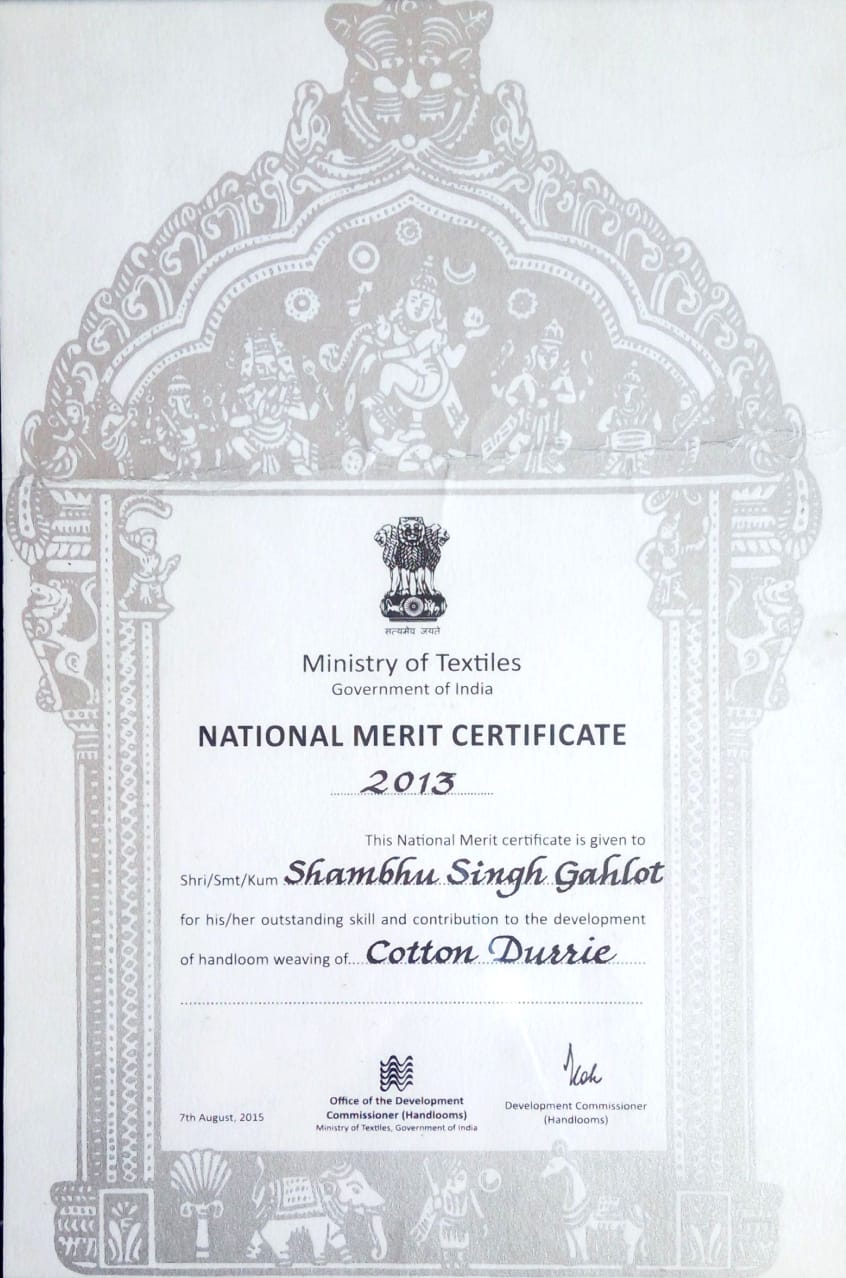 सत्यमेव जयते
Ministry of Textiles
Government of India
NATIONAL MERIT CERTIFICATE
2013
This National Merit certificate is given to
Shri/Smt/Kum Shambhu Singh Gahlot
for his/her outstanding skill and contribution to the development
of handloom weaving of.... Cotton Durrie
Office of the Development
Commissioner (Handlooms)
Ministry of Textiles, Government of India
7th August, 2015
Development Commissioner
(Handlooms)